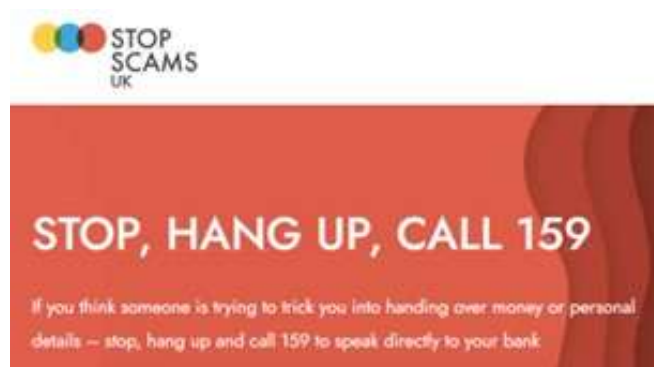 STOP
SCAMS
UK
STOP, HANG UP, CALL 159
If you think someone is trying to trick you into handing over money or personal
details – stop, hang up and call 159 to speak directly to your bank